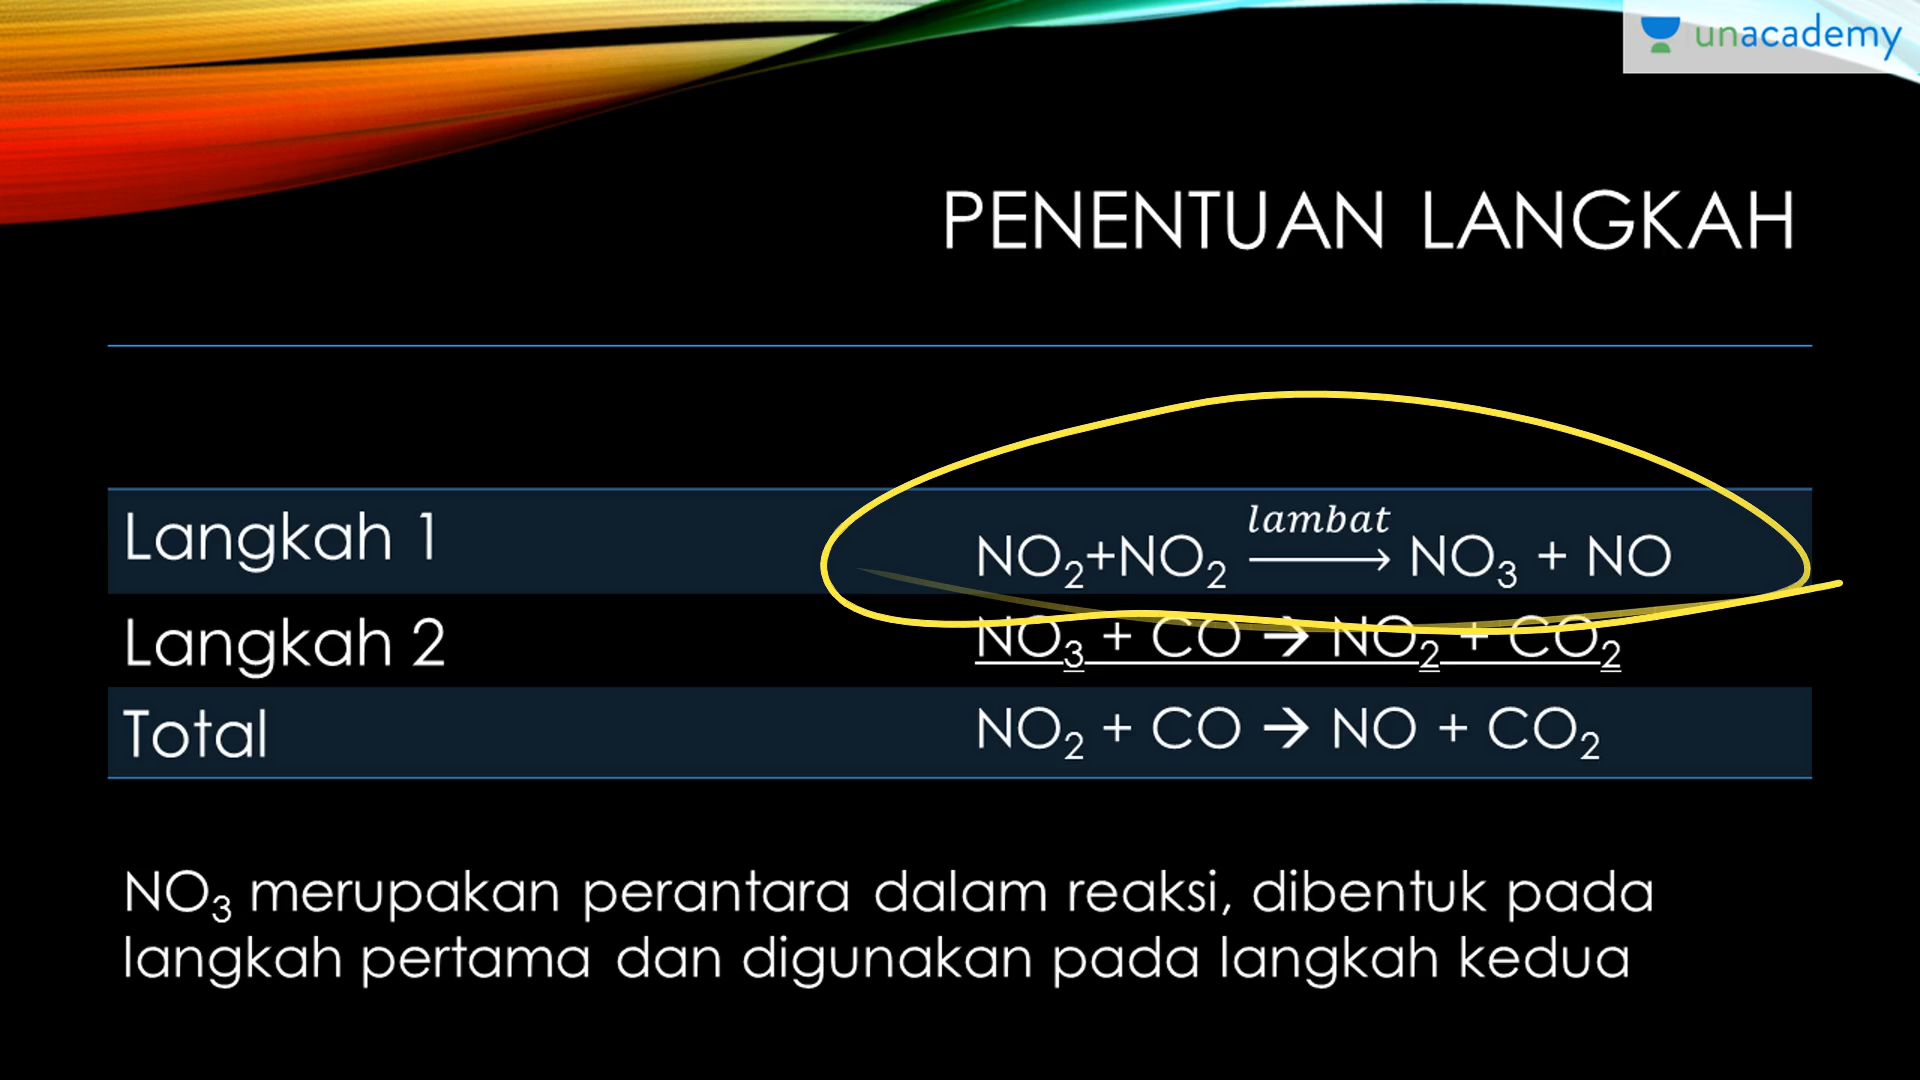 unacademy
PENENTUAN LANGKAH
Langkah 1
lambat
NO₂+NO₂ ⟶ NO₃ + NO
Langkah 2
NO₃ + CO → NO₂ + CO₂
Total
NO₂ + CO → NO + CO₂
NO₃ merupakan perantara dalam reaksi, dibentuk pada
langkah pertama dan digunakan pada langkah kedua